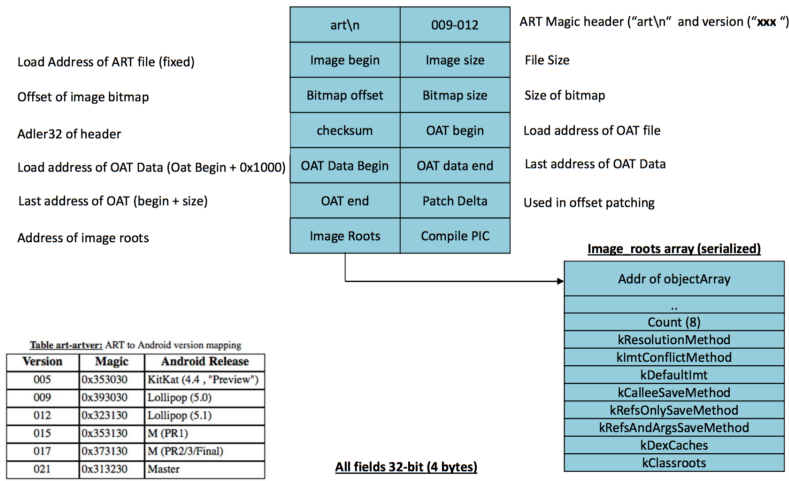 art\n 009-012 ART Magic header (“art\n“ and version (“xxx “)
Load Address of ART file (fixed) Image begin Image size File Size
Offset of image bitmap Bitmap offset Bitmap size Size of bitmap
Adler32 of header checksum OAT begin Load address of OAT file
Load address of OAT Data (Oat Begin + 0x1000) OAT Data Begin OAT data end Last address of OAT Data
Last address of OAT (begin + size) OAT end Patch Delta Used in offset patching
Address of image roots Image Roots Compile PIC
Image_roots array (serialized)
Addr of objectArray
..
Count (8)
kResolutionMethod
kImtConflictMethod
kDefaultImt
kCalleeSaveMethod
kRefsOnlySaveMethod
kRefsAndArgsSaveMethod
kDexCaches
kClassroots
Table art-artver: ART to Android version mapping
Version Magic Android Release
005 0x353030 KitKat (4.4 , "Preview")
009 0x393030 Lollipop (5.0)
012 0x323130 Lollipop (5.1)
015 0x353130 M (PR1)
017 0x373130 M (PR2/3/Final)
021 0x313230 Master
All fields 32-bit (4 bytes)